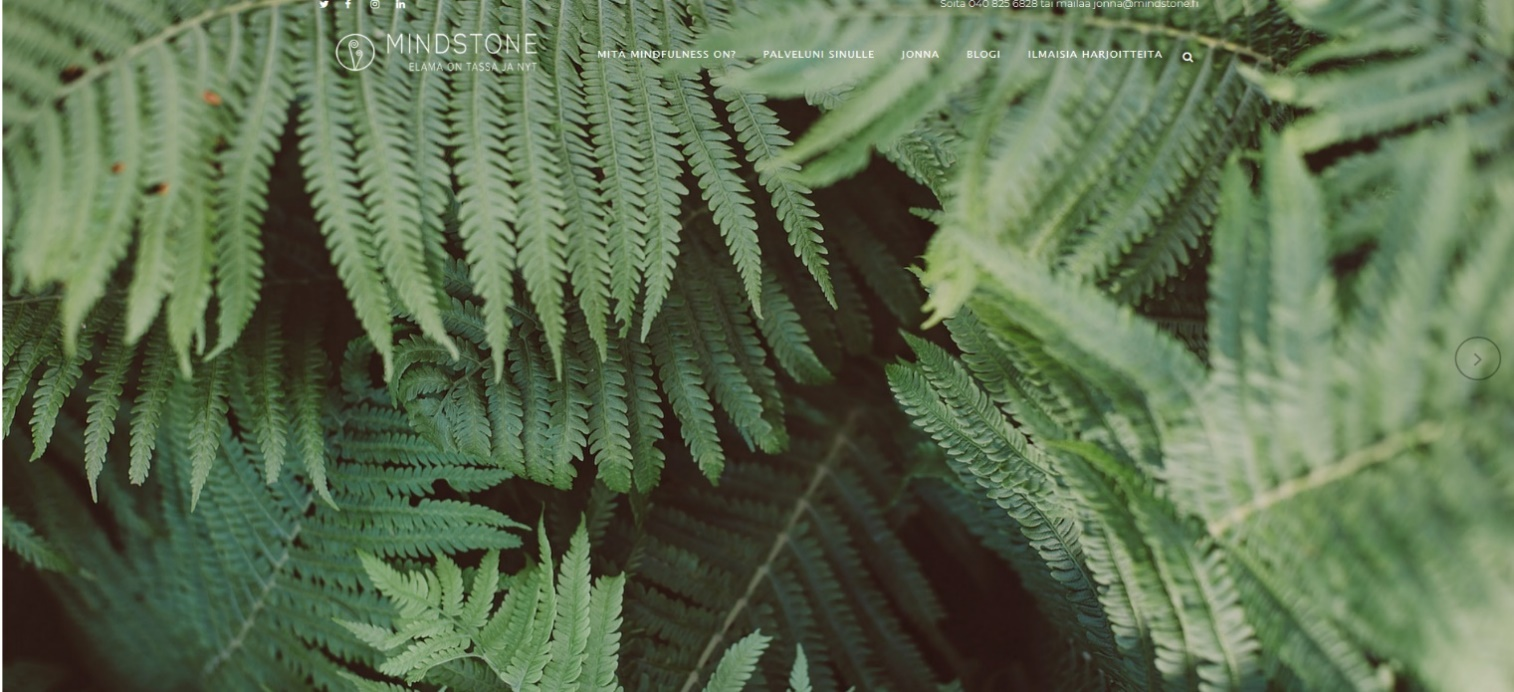 Soita 040 825 6828 tai mailaa jonna@mindstone.fi
MINDSTONE
ELÄMÄ ON TÄSSÄ JA NYT
MITÄ MINDFULNESS ON?
PALVELUNI SINULLE
JONNA
BLOGI
ILMAISIA HARJOITTEITA